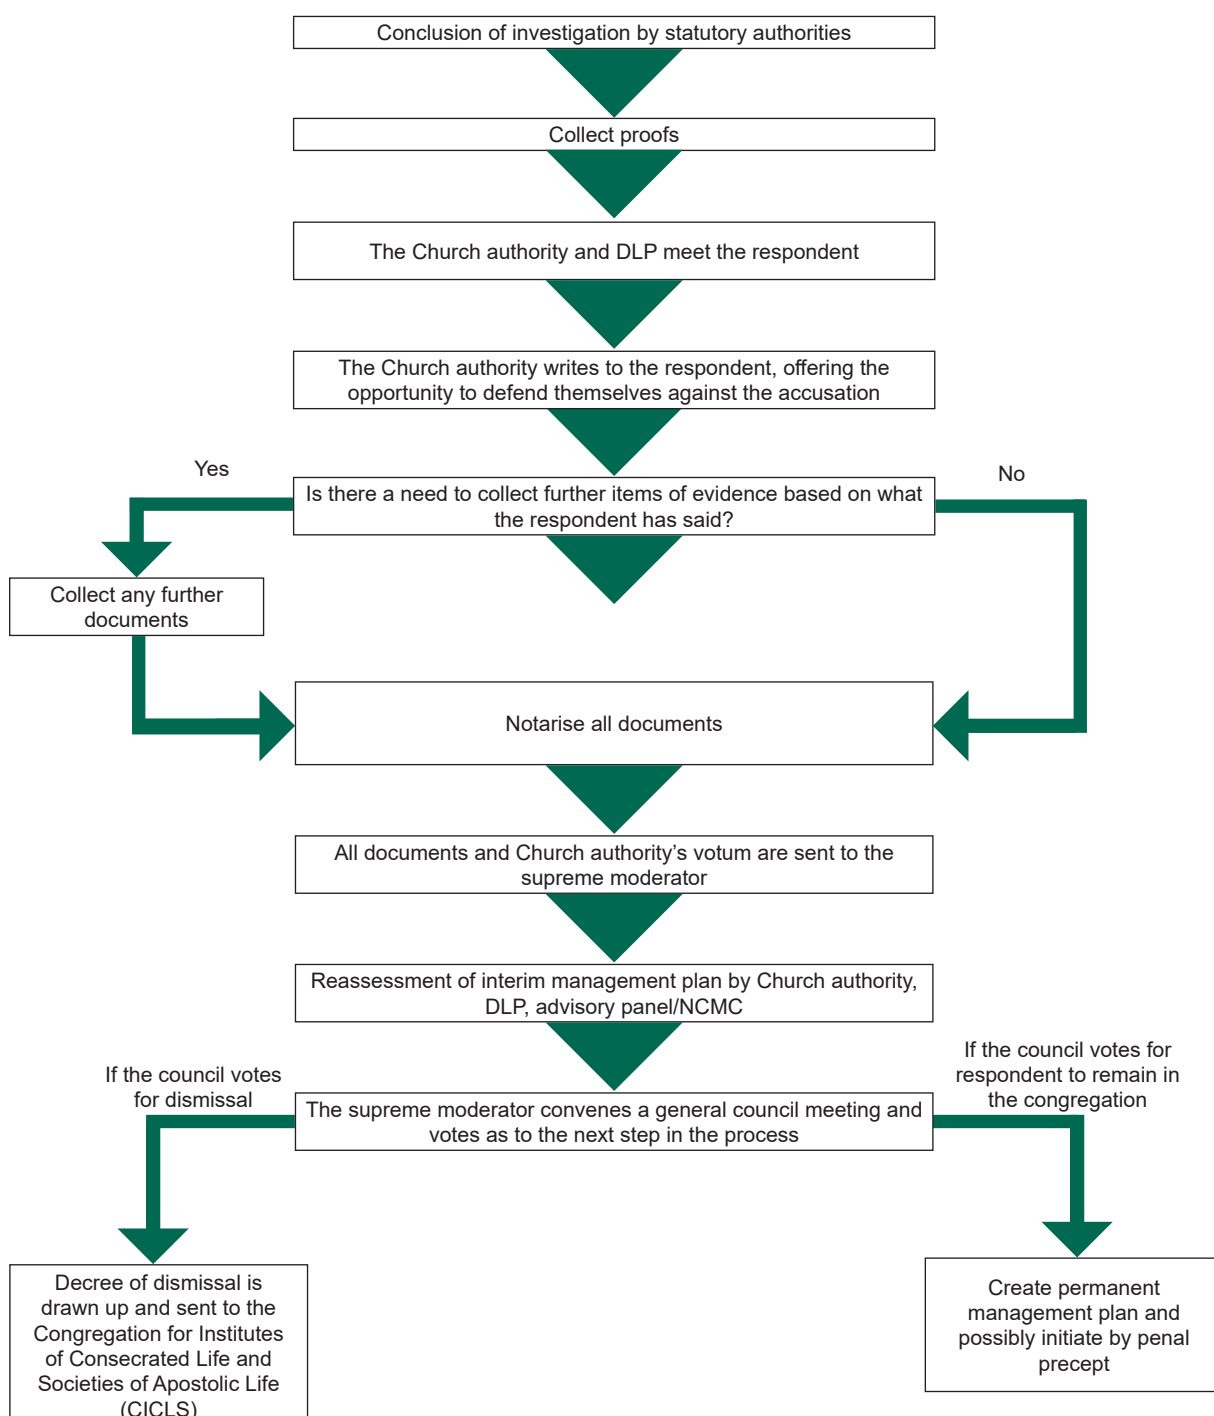 Conclusion of investigation by statutory authorities
Collect proofs
The Church authority and DLP meet the respondent
The Church authority writes to the respondent, offering the
opportunity to defend themselves against the accusation
Yes
No
Is there a need to collect further items of evidence based on what
the respondent has said?
Collect any further
documents
Notarise all documents
All documents and Church authority's votum are sent to the
supreme moderator
Reassessment of interim management plan by Church authority,
DLP, advisory panel/NCMC
If the council votes
for dismissal
If the council votes for
respondent to remain in
the congregation
The supreme moderator convenes a general council meeting and
votes as to the next step in the process
Decree of dismissal is
drawn up and sent to the
Congregation for Institutes
of Consecrated Life and
Societies of Apostolic Life
(CICLS)
Create permanent
management plan and
possibly initiate by penal
precept